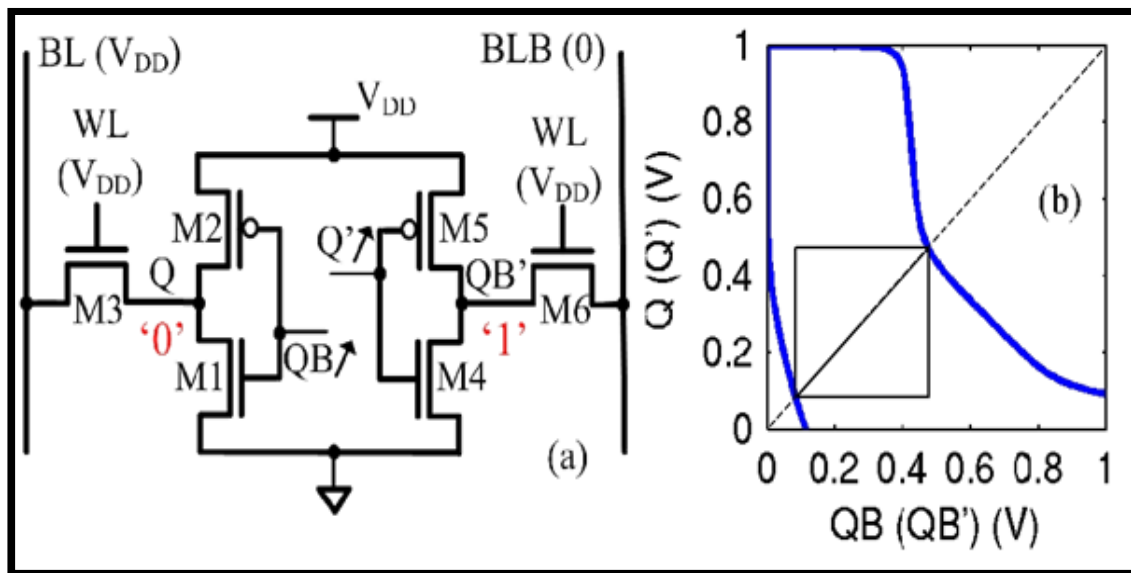 BL (VDD)
BLB (0)
WL
(VDD)
VDD
WL
(VDD)
M2
M5
Q'
Q
QB'
M3
M6
'0'
'1'
QB
M1
M4
(a)
Q (Q') (V)
1
0.8
0.6
0.4
0.2
0
(b)
0 0.2 0.4 0.6 0.8 1
QB (QB') (V)